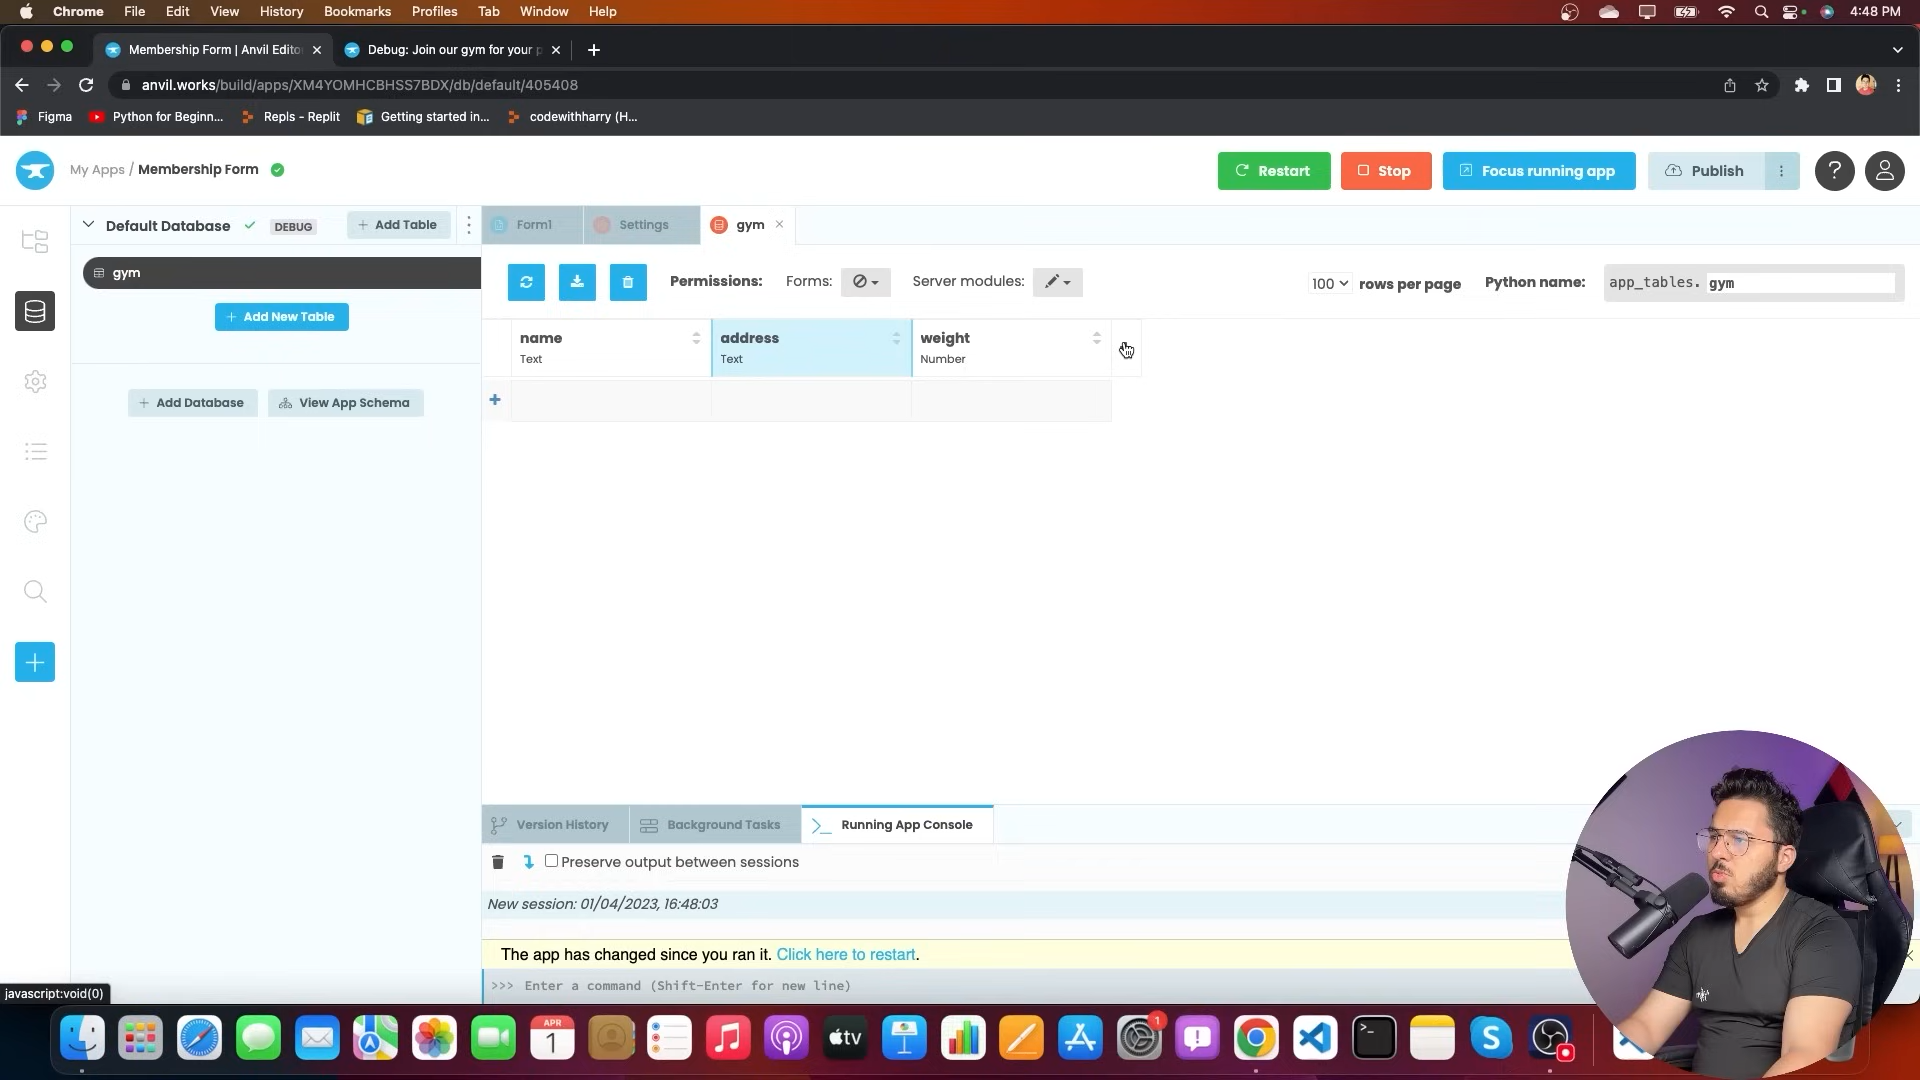 Chrome File Edit View History Bookmarks Profiles Tab Window Help 4:48 PM
Membership Form | Anvil Edito Debug: Join our gym for your p
anvil.works/build/apps/XM4YOMHCBHSS7BDX/db/default/405408
Figma Python for Beginn... Repls - Replit Getting started in... codewithharry (H...
My Apps / Membership Form Restart Stop Focus running app Publish ?
Default Database DEBUG + Add Table Form1 Settings gym
gym
Permissions: Forms: Server modules: 100 rows per page Python name: app_tables. gym
+ Add New Table
name address weight
Text Text Number
+ Add Database View App Schema
Version History Background Tasks Running App Console
Preserve output between sessions
New session: 01/04/2023, 16:48:03
The app has changed since you ran it. Click here to restart.
>>> Enter a command (Shift-Enter for new line)
javascript:void(0)
APR
1
tv
1